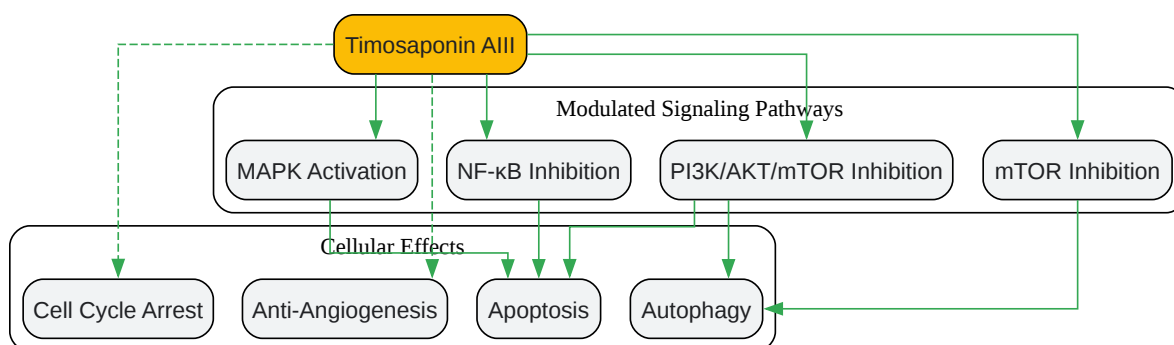 Timosaponin AIII
Modulated Signaling Pathways
MAPK Activation
NF-κB Inhibition
PI3K/AKT/mTOR Inhibition
mTOR Inhibition
Cellular Effects
Cell Cycle Arrest
Anti-Angiogenesis
Apoptosis
Autophagy